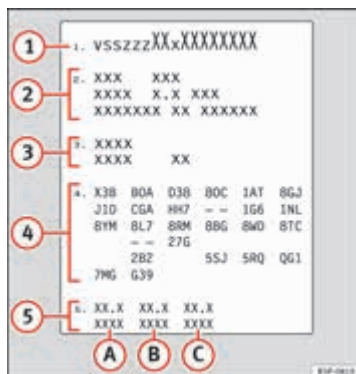 1 1. VSSZZZXXxXXXXXXXX
2. XXX XXX
2 XXXX X.X XXX
XXXXXXX XX XXXXXX
3 3. XXXX
XXXX XX
4. X3B 80A D3B 80C 1AT 8GJ
J1D CGA HH7 -- 1G6 1NL
4 8YM 8L7 8RM 8BG 8WD 8TC
-- 27G
2B2 5SJ 5RQ QG1
7MG G39
5 5. XX.X XX.X XX.X
XXXX XXXX XXXX
A B C